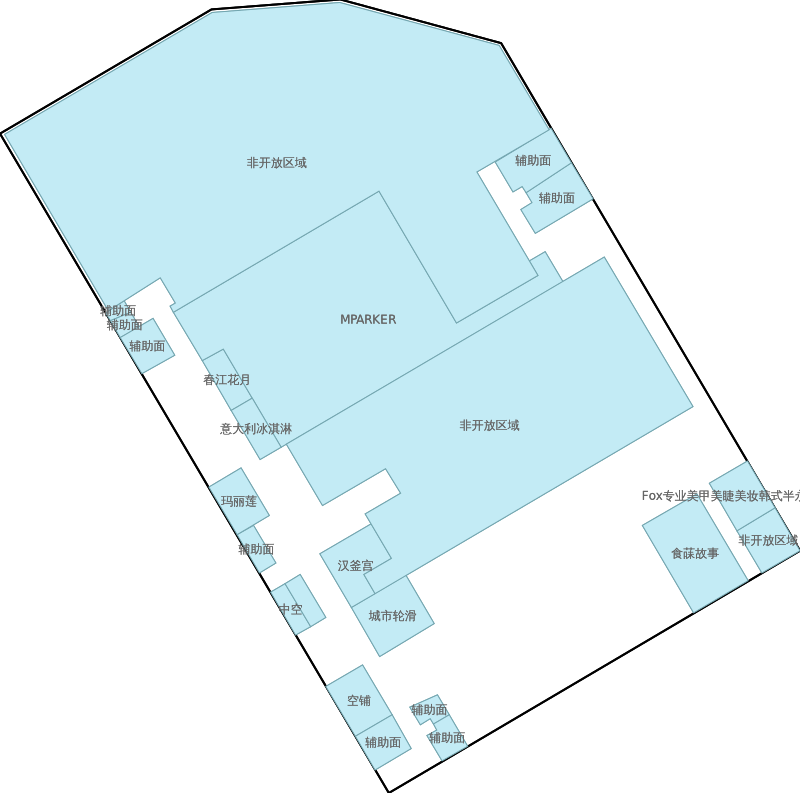 辅助面
非开放区域
辅助面
辅助面
MPARKER
辅助面
辅助面
春江花月
非开放区域
意大利冰淇淋
Fox专业美甲美睫美妆韩式半永
玛丽莲
非开放区域
辅助面
食蔴故事
汉釜宫
中空
城市轮滑
空铺
辅助面
辅助面
辅助面